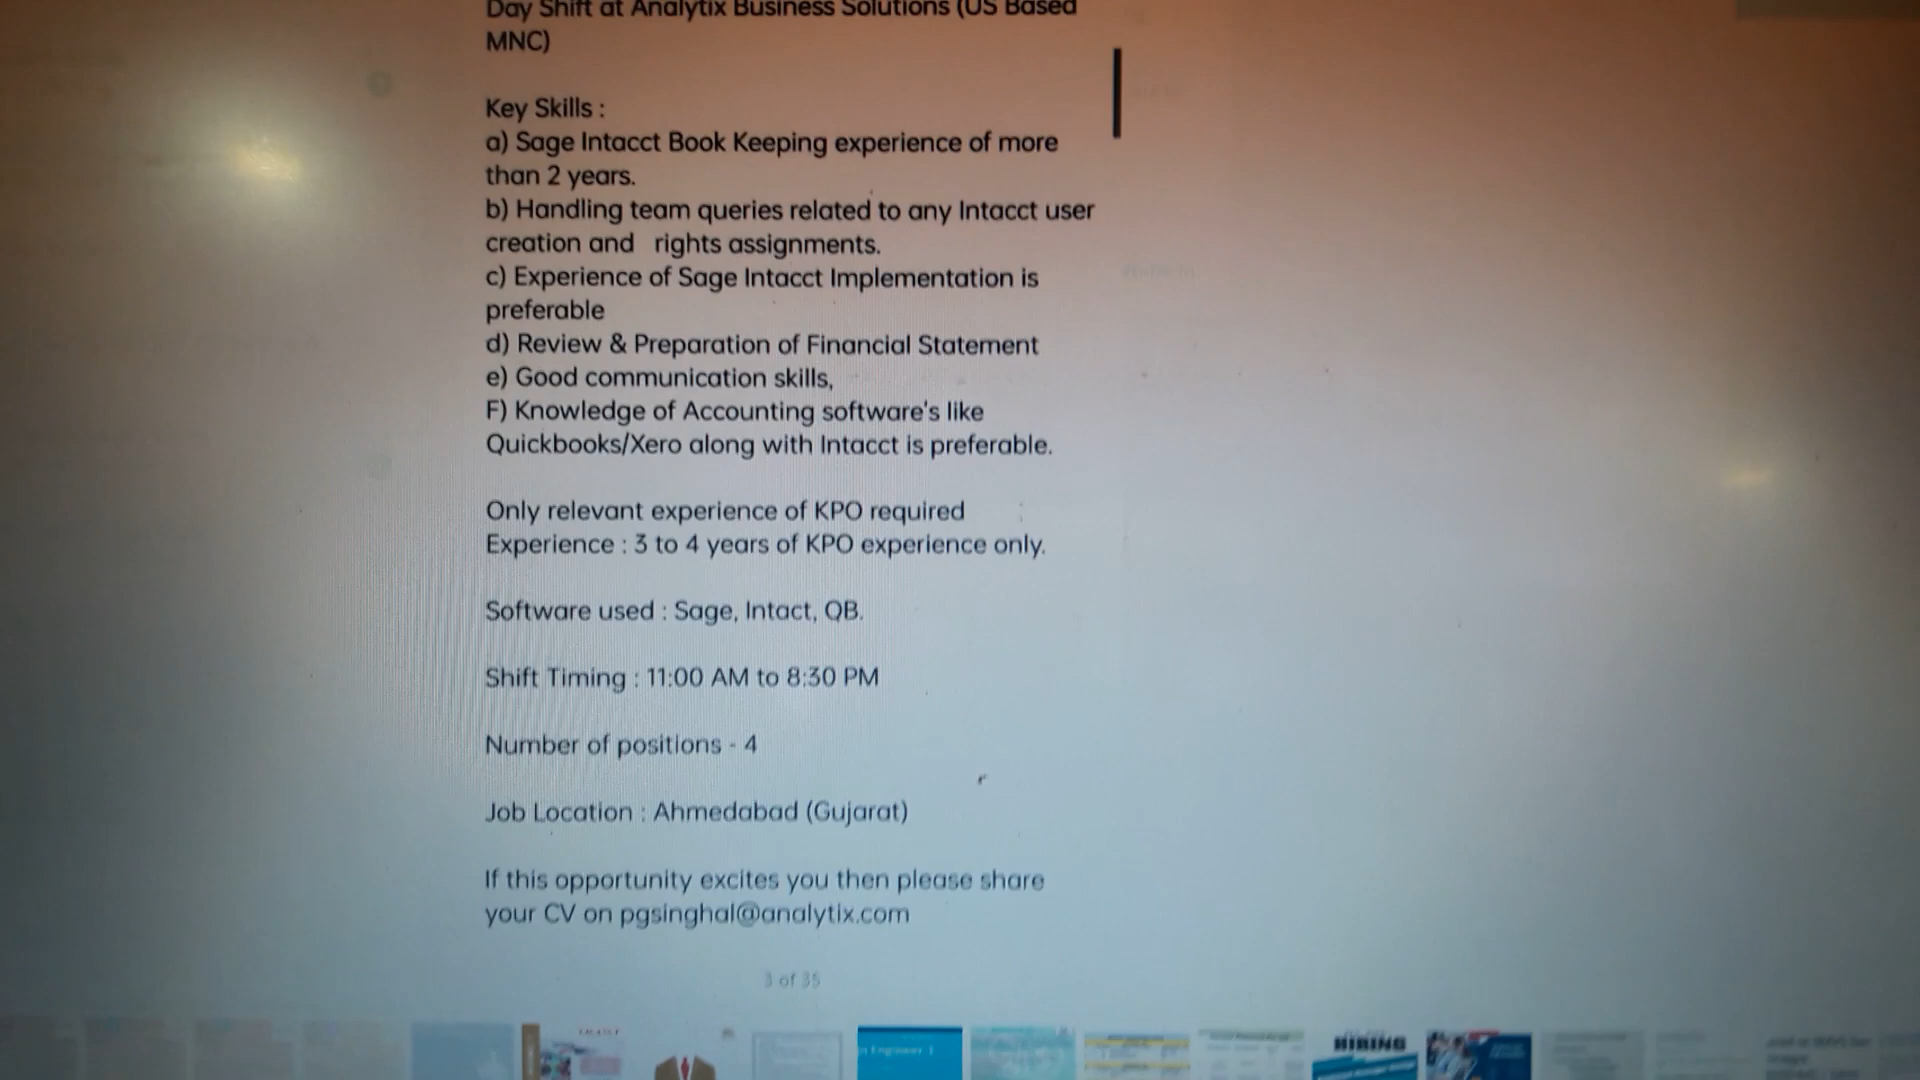 Day Shift at Analytix Business Solutions (US Based
MNC)
Key Skills :
a) Sage Intacct Book Keeping experience of more
than 2 years.
b) Handling team queries related to any Intacct user
creation and   rights assignments.
c) Experience of Sage Intacct Implementation is
preferable
d) Review & Preparation of Financial Statement
e) Good communication skills,
F) Knowledge of Accounting software's like
Quickbooks/Xero along with Intacct is preferable.
Only relevant experience of KPO required
Experience : 3 to 4 years of KPO experience only.
Software used : Sage, Intact, QB.
Shift Timing : 11:00 AM to 8:30 PM
Number of positions - 4
Job Location : Ahmedabad (Gujarat)
If this opportunity excites you then please share
your CV on pgsinghal@analytix.com
3 of 35
HIRING